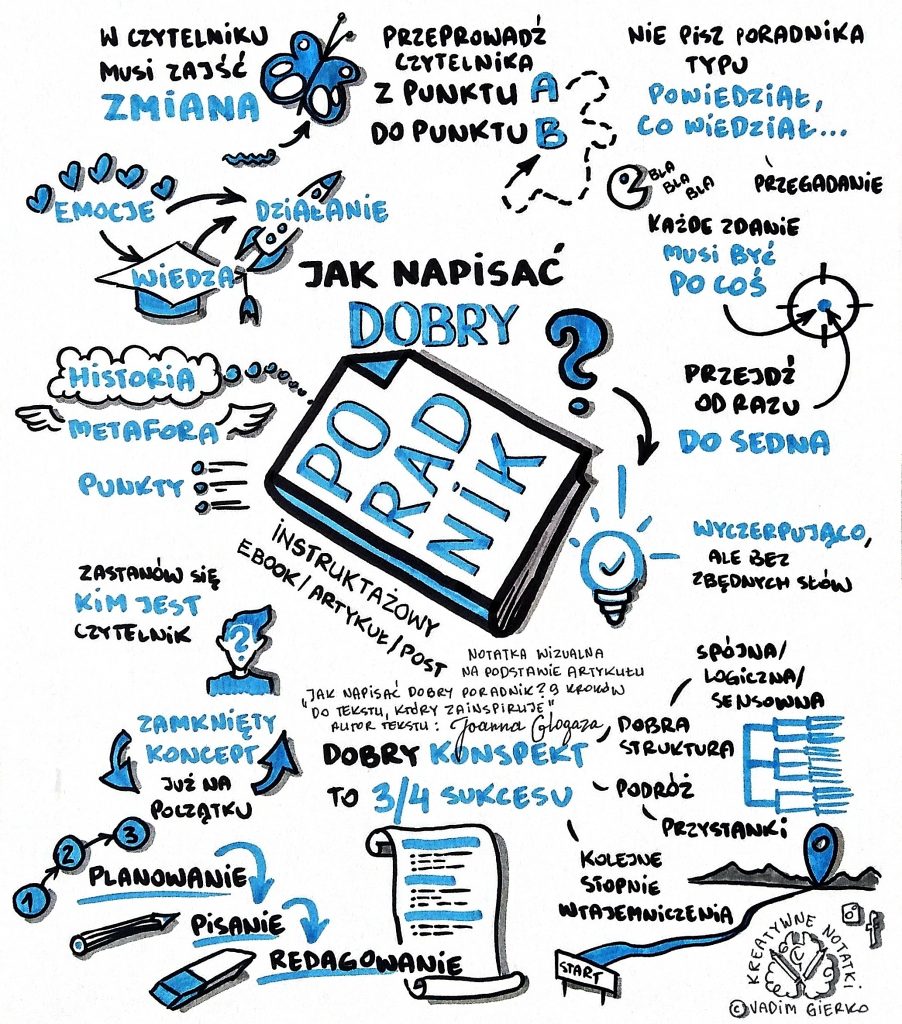 W CZYTELNIKU
MUSI ZAJŚĆ
ZMIANA
PRZEPROWADŹ
CZYTELNIKA
Z PUNKTU A
DO PUNKTU B
NIE PISZ PORADNIKA
TYPU
POWIEDZIAŁ,
CO WIEDZIAŁ...
BLA
BLA
BLA
PRZEGADANIE
EMOCJE
DZIAŁANIE
WIEDZA
KAŻDE ZDANIE
MUSI BYĆ
PO COŚ
JAK NAPISAĆ
DOBRY
?
PO
RAD
NIK
HISTORIA
METAFORA
PUNKTY
PRZEJDŹ
OD RAZU
DO SEDNA
INSTRUKTAŻOWY
EBOOK/ARTYKUŁ/POST
WYCZERPUJĄCO,
ALE BEZ
ZBĘDNYCH SŁÓW
ZASTANÓW SIĘ
KIM JEST
CZYTELNIK
?
NOTATKA WIZUALNA
NA PODSTAWIE ARTYKUŁU
"JAK NAPISAĆ DOBRY PORADNIK? 9 KROKÓW
DO TEKSTU, KTÓRY ZAINSPIRUJE"
AUTOR TEKSTU: Joanna Glogaza
ZAMKNIĘTY
KONCEPT
JUŻ NA
POCZĄTKU
DOBRY KONSPEKT
TO 3/4 SUKCESU
SPÓJNA/
LOGICZNA/
SENSOWNA
DOBRA
STRUKTURA
PODRÓŻ
PRZYSTANKI
KOLEJNE
STOPNIE
WTAJEMNICZENIA
1
2
3
PLANOWANIE
PISANIE
REDAGOWANIE
START
KREATYWNE NOTATKI
© VADIM GIERKO